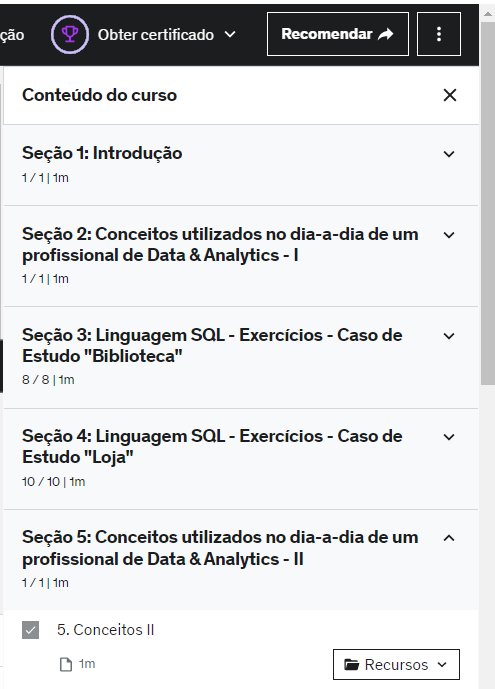 ção
Obter certificado
Recomendar
Conteúdo do curso
Seção 1: Introdução
1 / 1 | 1m
Seção 2: Conceitos utilizados no dia-a-dia de um
profissional de Data & Analytics - I
1 / 1 | 1m
Seção 3: Linguagem SQL - Exercícios - Caso de
Estudo "Biblioteca"
8 / 8 | 1m
Seção 4: Linguagem SQL - Exercícios - Caso de
Estudo "Loja"
10 / 10 | 1m
Seção 5: Conceitos utilizados no dia-a-dia de um
profissional de Data & Analytics - II
1 / 1 | 1m
5. Conceitos II
1m
Recursos